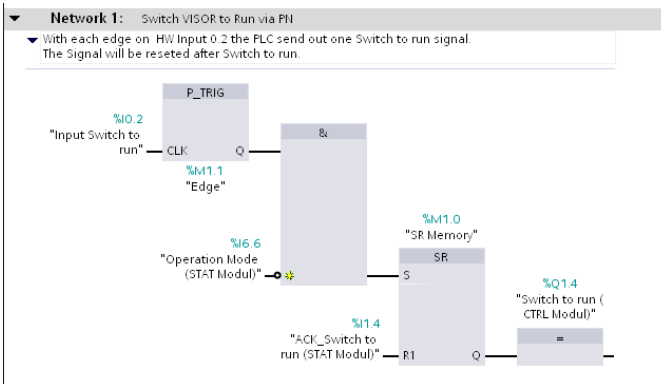 Network 1: Switch VISOR to Run via PN
With each edge on HW Input 0.2 the PLC send out one Switch to run signal.
The Signal will be reseted after Switch to run.
P_TRIG
%I0.2
"Input Switch to
run"
CLK
Q
%M1.1
"Edge"
&
%I6.6
"Operation Mode
(STAT Modul)"
%M1.0
"SR Memory"
SR
S
%I1.4
"ACK_Switch to
run (STAT Modul)"
R1
Q
%Q1.4
"Switch to run (
CTRL Modul)"
=